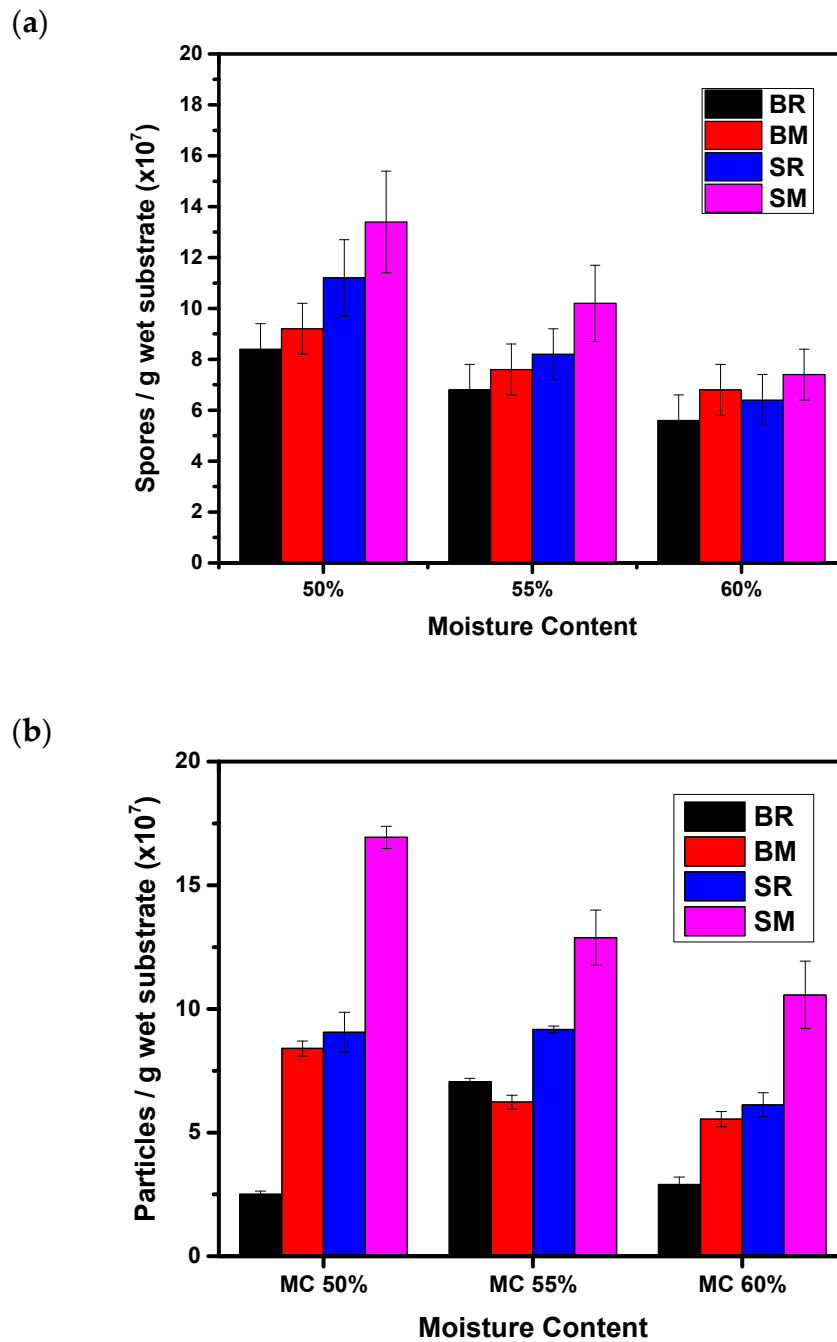 (a)
20
18
16
14
12
10
8
6
4
2
0
Spores / g wet substrate (x10⁷)
BR
BM
SR
SM
50% 55% 60%
Moisture Content
(b)
20
15
10
5
0
Particles / g wet substrate (x10⁷)
BR
BM
SR
SM
MC 50% MC 55% MC 60%
Moisture Content